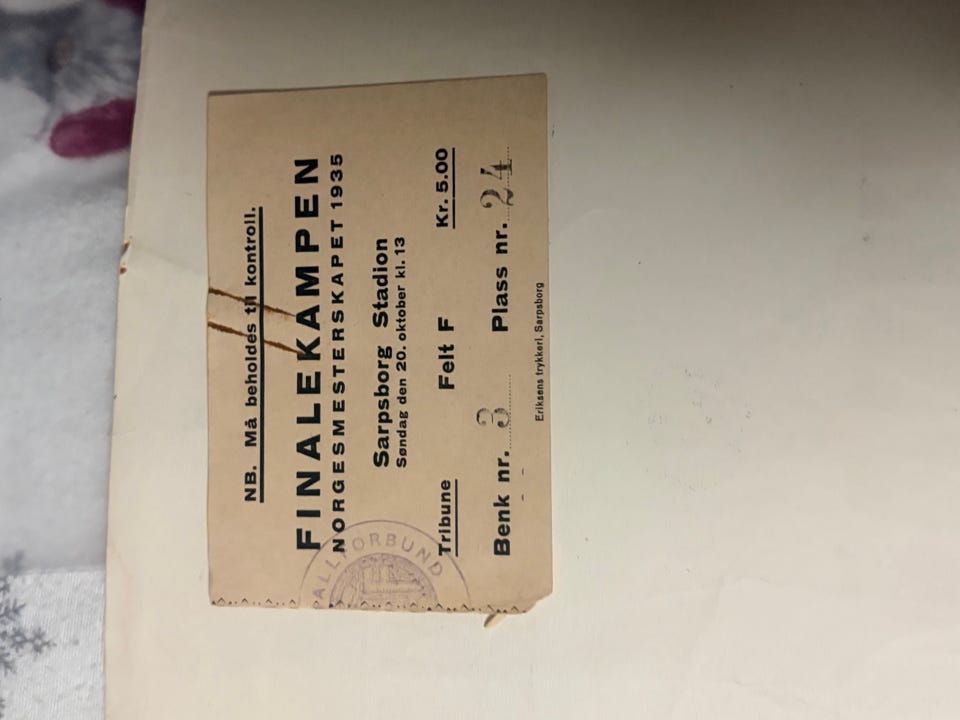 NB. Må beholdes til kontroll.
FINALEKAMPEN
NORGESMESTERSKAPET 1935
Sarpsborg Stadion
Søndag den 20. oktober kl. 13
Tribune Felt F Kr. 5.00
Benk nr. 3 Plass nr. 24
Eriksens trykkeri, Sarpsborg
ALLFORBUND